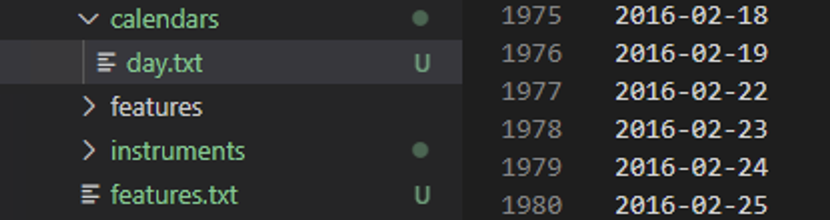 calendars
day.txt U
features
instruments
features.txt U
1975 2016-02-18
1976 2016-02-19
1977 2016-02-22
1978 2016-02-23
1979 2016-02-24
1980 2016-02-25